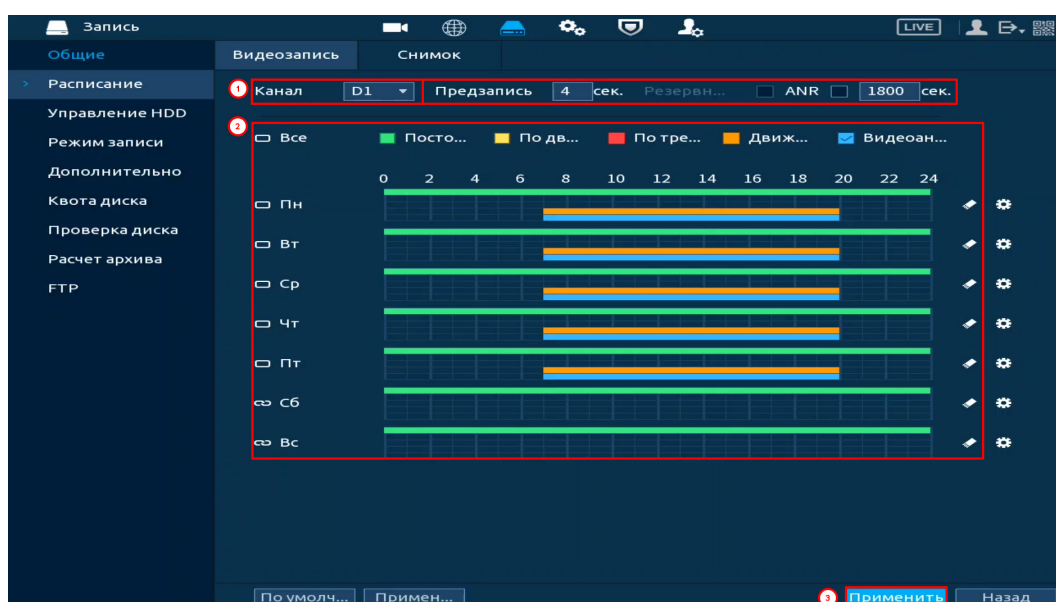 Запись LIVE
Общие Видеозапись Снимок
> Расписание
1 Канал D1 Предзапись 4 сек. Резервн... ANR 1800 сек.
Управление HDD
2 Все Посто... По дв... По тре... Движ... Видеоан...
Режим записи
Дополнительно
0 2 4 6 8 10 12 14 16 18 20 22 24
Квота диска
Пн
Проверка диска
Вт
Расчет архива
Ср
FTP
Чт
Пт
Сб
Вс
По умолч... Примен... 3 Применить Назад